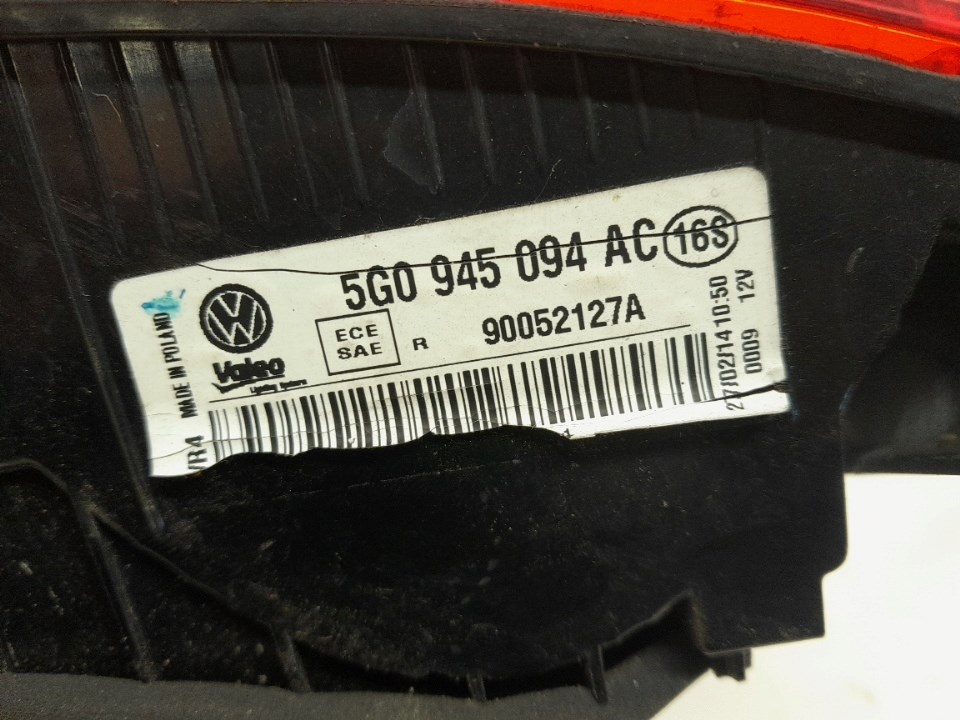 5G0 945 094 AC 16S
ECE
SAE
R 90052127A
Valeo
MADE IN POLAND
/R4
27/02/14 10:50
0009 12V